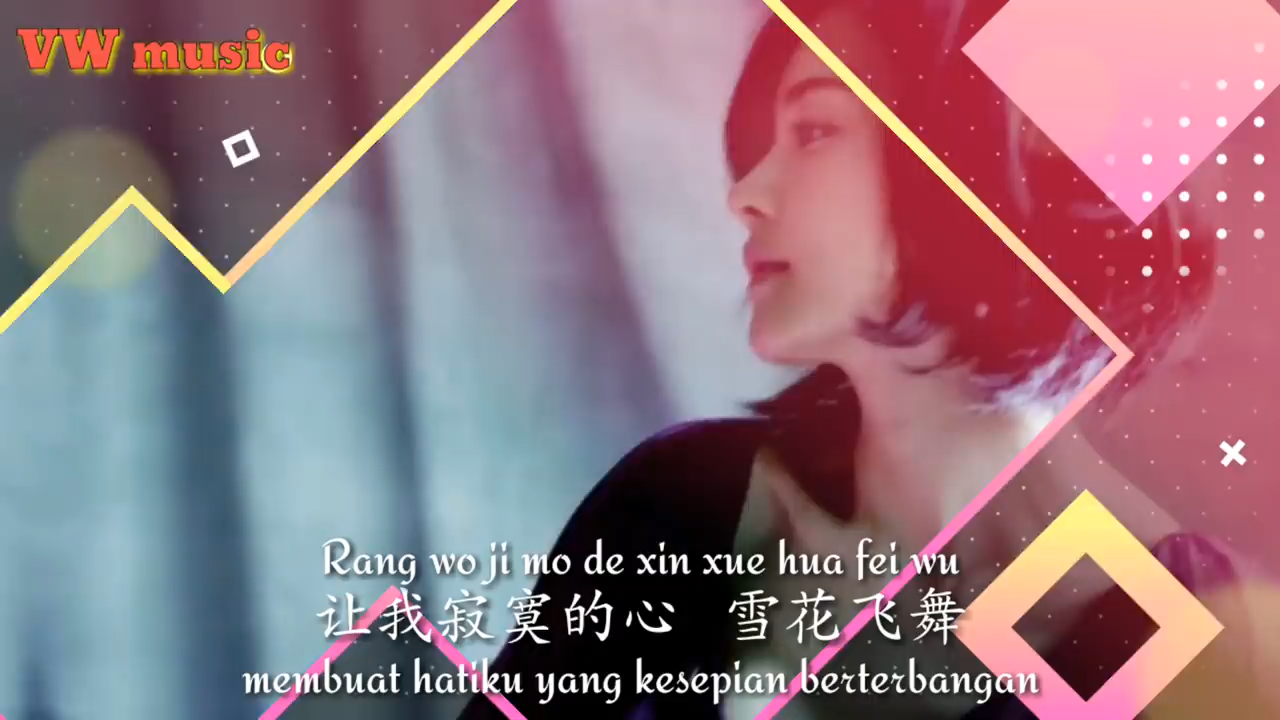 VW music
Rang wo ji mo de xin xue hua fei wu
让我寂寞的心 雪花飞舞
membuat hatiku yang kesepian berterbangan